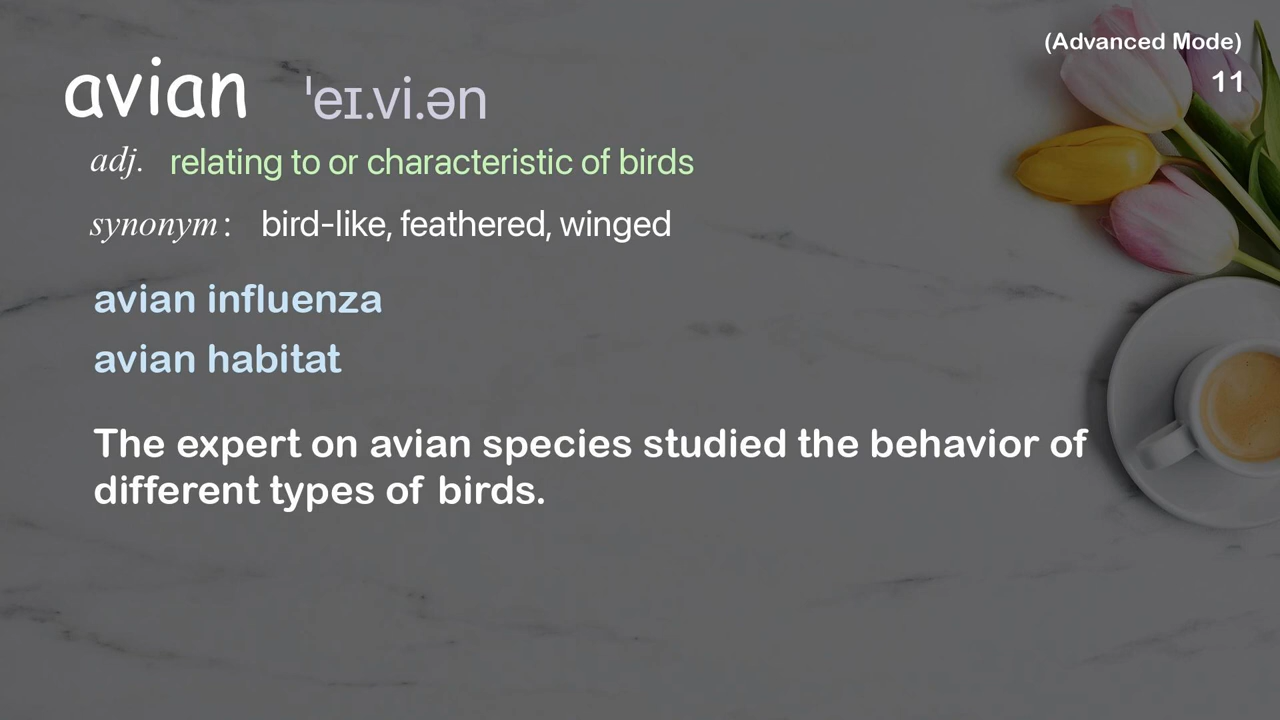 (Advanced Mode)
11
avian ˈeɪ.vi.ən
adj. relating to or characteristic of birds
synonym: bird-like, feathered, winged
avian influenza
avian habitat
The expert on avian species studied the behavior of
different types of birds.